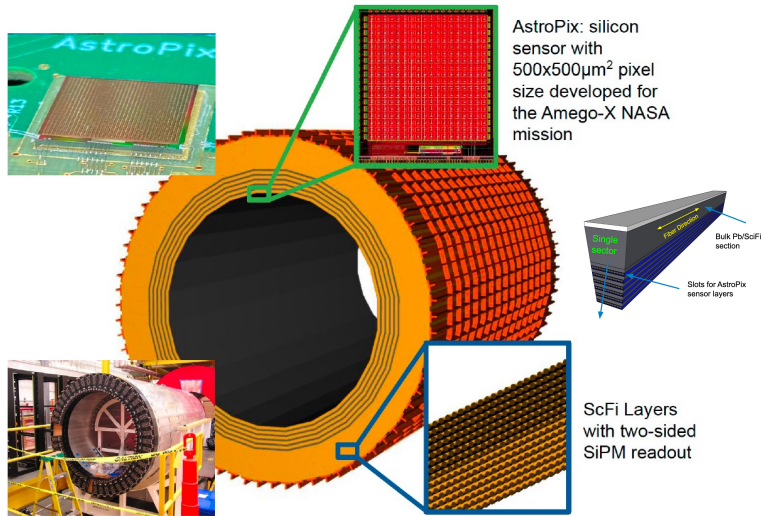 AstroPix
AstroPix: silicon
sensor with
500x500µm² pixel
size developed for
the Amego-X NASA
mission
Fiber Direction
Single
sector
Bulk Pb/SciFi
section
Slots for AstroPix
sensor layers
ScFi Layers
with two-sided
SiPM readout